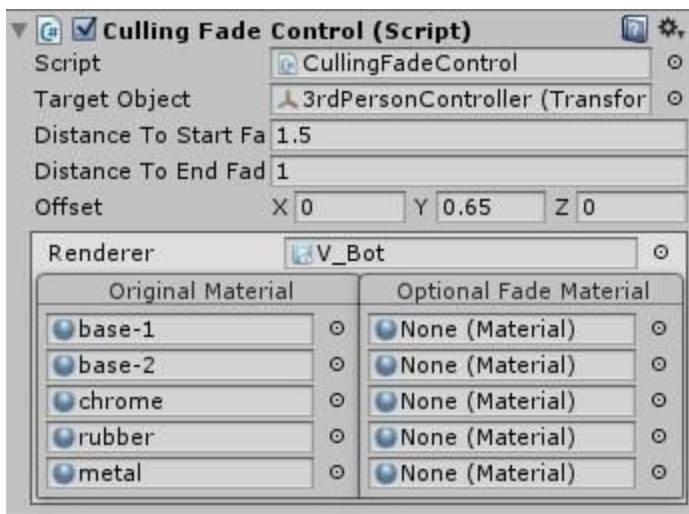 Culling Fade Control (Script)
Script CullingFadeControl
Target Object 3rdPersonController (Transfor
Distance To Start Fa 1.5
Distance To End Fad 1
Offset X 0 Y 0.65 Z 0
Renderer V_Bot
Original Material Optional Fade Material
base-1 None (Material)
base-2 None (Material)
chrome None (Material)
rubber None (Material)
metal None (Material)